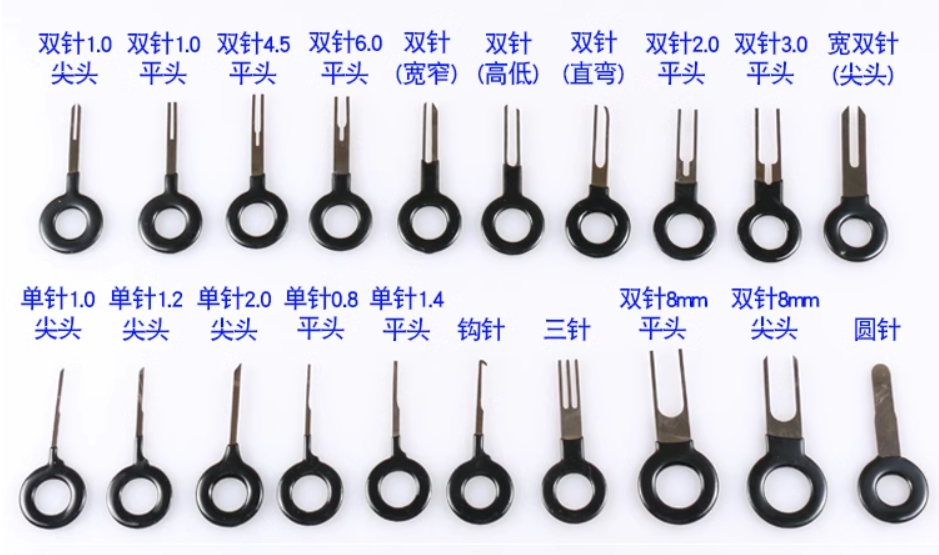 双针1.0 双针1.0 双针4.5 双针6.0 双针 双针 双针 双针2.0 双针3.0 宽双针
尖头 平头 平头 平头 (宽窄) (高低) (直弯) 平头 平头 (尖头)
单针1.0 单针1.2 单针2.0 单针0.8 单针1.4 双针8mm 双针8mm
尖头 尖头 尖头 平头 平头 钩针 三针 平头 尖头 圆针